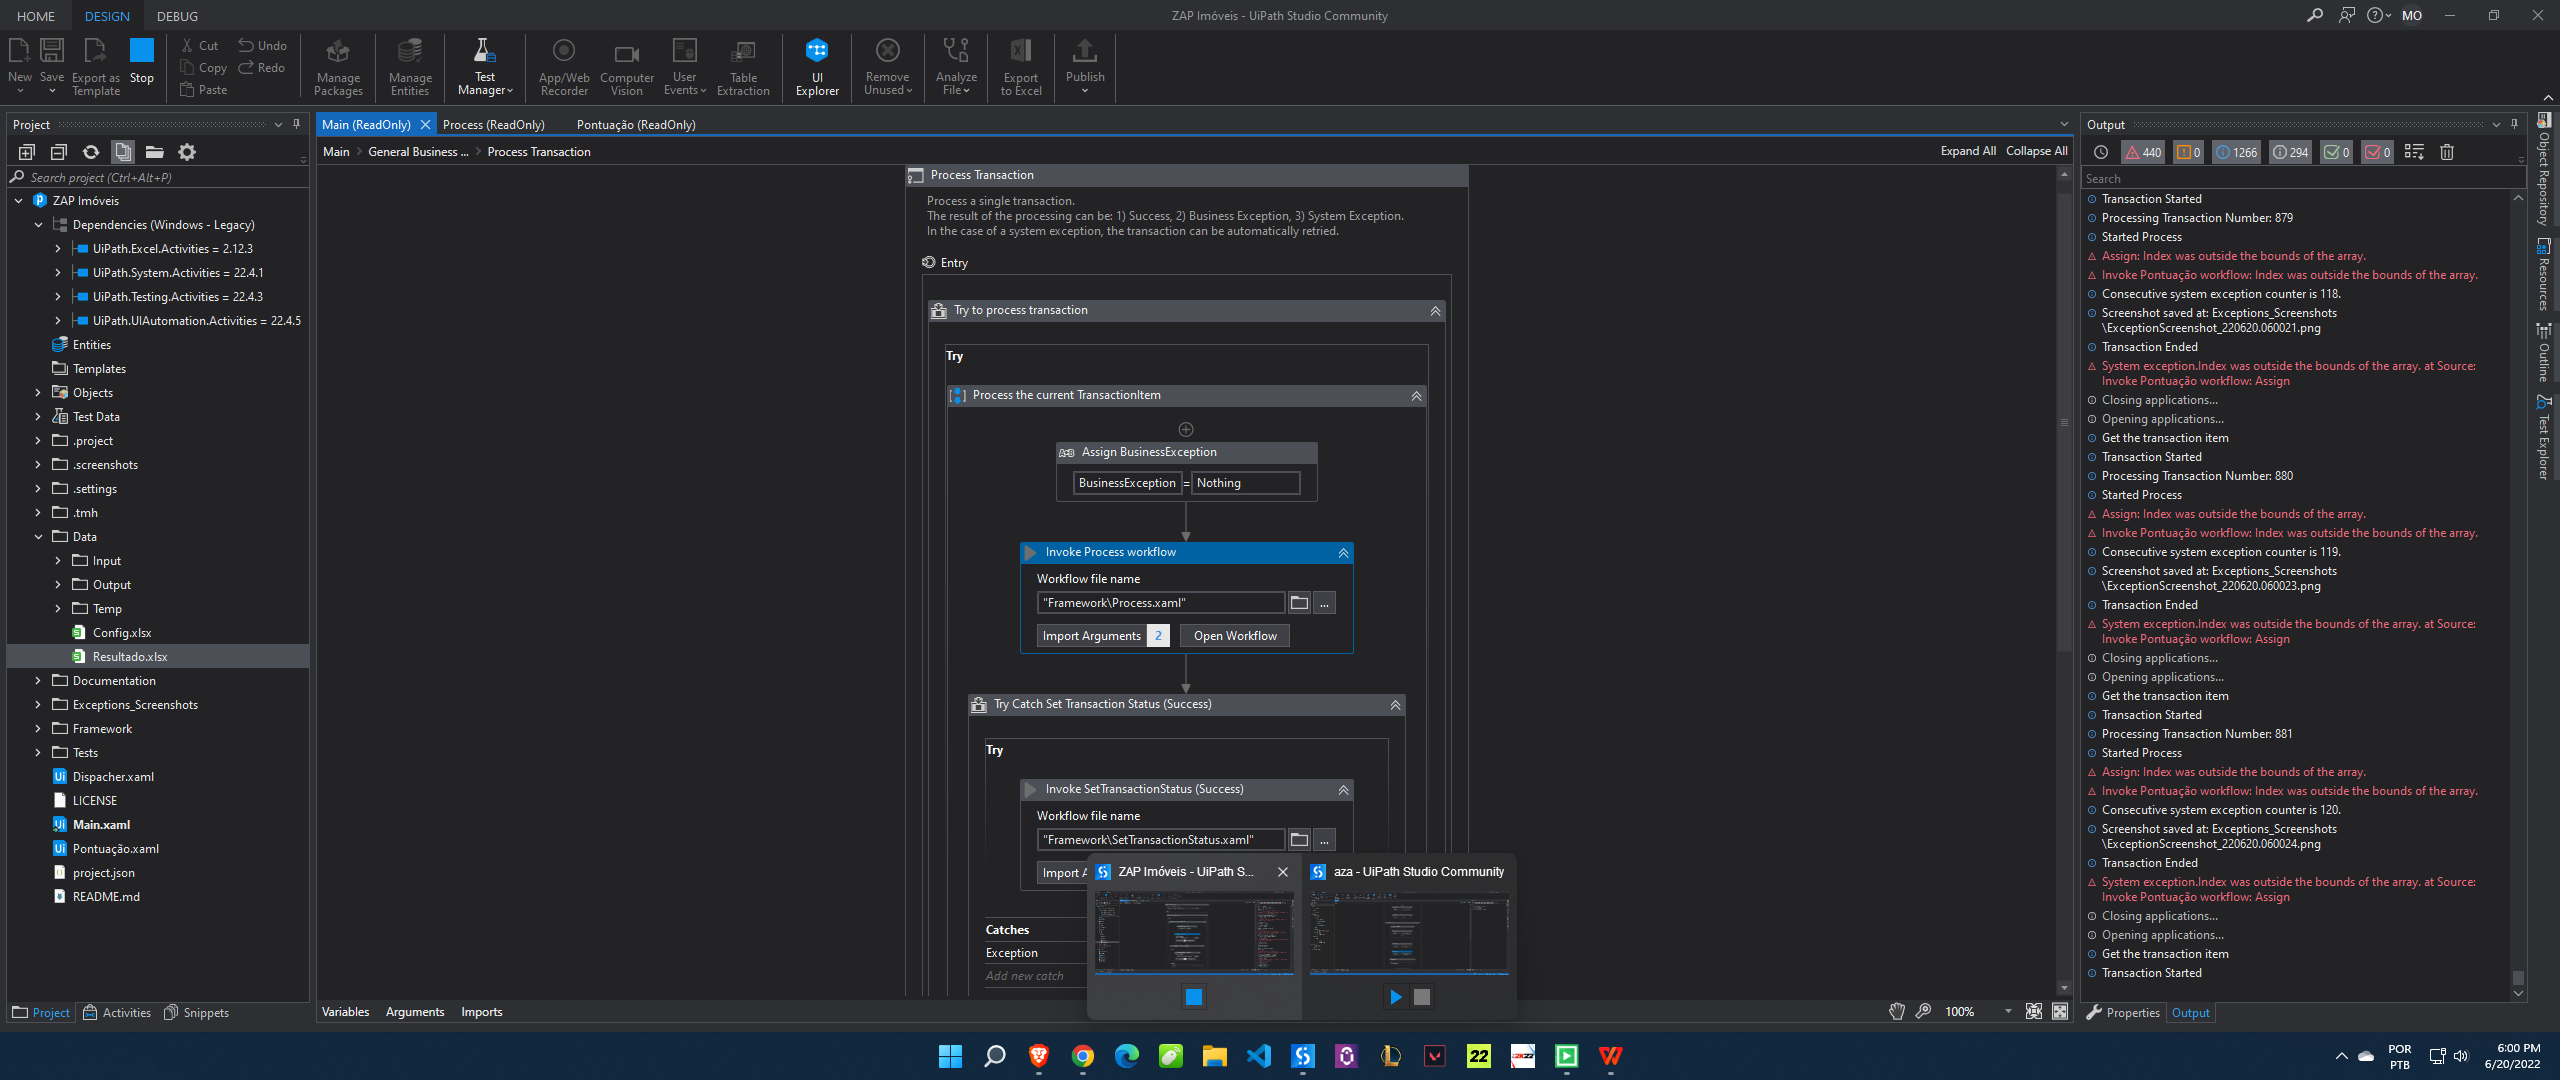 HOME DESIGN DEBUG
ZAP Imóveis - UiPath Studio Community
MO
New
Save
Export as
Template
Stop
Cut
Copy
Paste
Undo
Redo
Manage
Packages
Manage
Entities
Test
Manager
App/Web
Recorder
Computer
Vision
User
Events
Table
Extraction
UI
Explorer
Remove
Unused
Analyze
File
Export
to Excel
Publish
Project
Search project (Ctrl+Alt+P)
ZAP Imóveis
Dependencies (Windows - Legacy)
UiPath.Excel.Activities = 2.12.3
UiPath.System.Activities = 22.4.1
UiPath.Testing.Activities = 22.4.3
UiPath.UIAutomation.Activities = 22.4.5
Entities
Templates
Objects
Test Data
.project
.screenshots
.settings
.tmh
Data
Input
Output
Temp
Config.xlsx
Resultado.xlsx
Documentation
Exceptions_Screenshots
Framework
Tests
Dispacher.xaml
LICENSE
Main.xaml
Pontuação.xaml
project.json
README.md
Project Activities Snippets
Main (ReadOnly) Process (ReadOnly) Pontuação (ReadOnly)
Main General Business ... Process Transaction
Expand All Collapse All
Process Transaction
Process a single transaction.
The result of the processing can be: 1) Success, 2) Business Exception, 3) System Exception.
In the case of a system exception, the transaction can be automatically retried.
Entry
Try to process transaction
Try
Process the current TransactionItem
Assign BusinessException
BusinessException = Nothing
Invoke Process workflow
Workflow file name
"Framework\Process.xaml"
...
Import Arguments 2 Open Workflow
Try Catch Set Transaction Status (Success)
Try
Invoke SetTransactionStatus (Success)
Workflow file name
"Framework\SetTransactionStatus.xaml"
...
Import A
Catches
Exception
Add new catch
ZAP Imóveis - UiPath S...
aza - UiPath Studio Community
Variables Arguments Imports
100%
Output
440 0 1266 294 0 0
Search
Transaction Started
Processing Transaction Number: 879
Started Process
Assign: Index was outside the bounds of the array.
Invoke Pontuação workflow: Index was outside the bounds of the array.
Consecutive system exception counter is 118.
Screenshot saved at: Exceptions_Screenshots
\ExceptionScreenshot_220620.060021.png
Transaction Ended
System exception.Index was outside the bounds of the array. at Source:
Invoke Pontuação workflow: Assign
Closing applications...
Opening applications...
Get the transaction item
Transaction Started
Processing Transaction Number: 880
Started Process
Assign: Index was outside the bounds of the array.
Invoke Pontuação workflow: Index was outside the bounds of the array.
Consecutive system exception counter is 119.
Screenshot saved at: Exceptions_Screenshots
\ExceptionScreenshot_220620.060023.png
Transaction Ended
System exception.Index was outside the bounds of the array. at Source:
Invoke Pontuação workflow: Assign
Closing applications...
Opening applications...
Get the transaction item
Transaction Started
Processing Transaction Number: 881
Started Process
Assign: Index was outside the bounds of the array.
Invoke Pontuação workflow: Index was outside the bounds of the array.
Consecutive system exception counter is 120.
Screenshot saved at: Exceptions_Screenshots
\ExceptionScreenshot_220620.060024.png
Transaction Ended
System exception.Index was outside the bounds of the array. at Source:
Invoke Pontuação workflow: Assign
Closing applications...
Opening applications...
Get the transaction item
Transaction Started
Properties Output
Object Repository
Resources
Outline
Test Explorer
22
2K22
POR
PTB
6:00 PM
6/20/2022